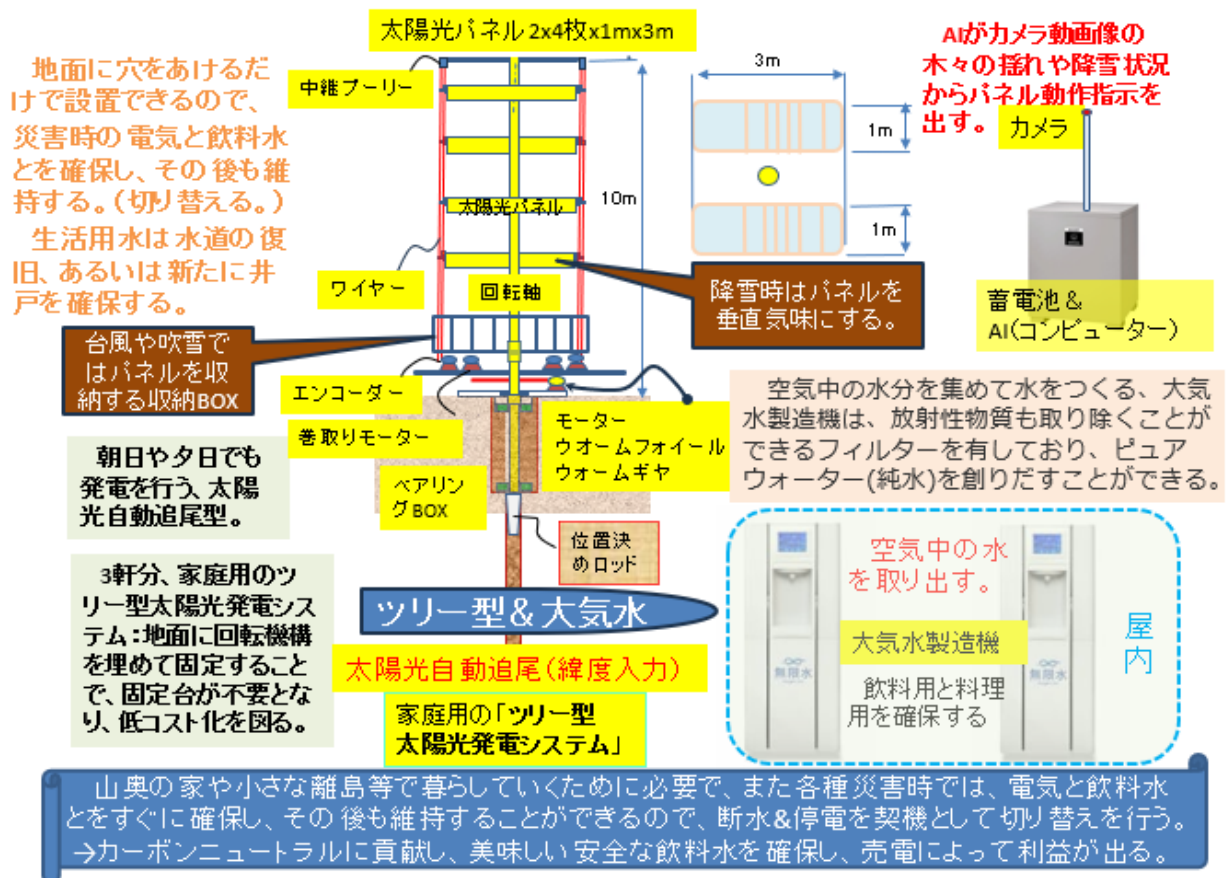 太陽光パネル 2x4枚x1mx3m
地面に穴をあけるだ
けで設置できるので、
災害時の電気と飲料水
とを確保し、その後も維
持する。(切り替える。)
生活用水は水道の復
旧、あるいは新たに井
戸を確保する。
中継プーリー
10m
太陽光パネル
ワイヤー
回転軸
3m
1m
1m
AIがカメラ動画像の
木々の揺れや降雪状況
からパネル動作指示を
出す。
カメラ
蓄電池&
AI(コンピューター)
降雪時はパネルを
垂直気味にする。
台風や吹雪で
はパネルを収
納する収納BOX
エンコーダー
巻取りモーター
モーター
ウオームフォイール
ウォームギヤ
ベアリン
グBOX
位置決
めロッド
空気中の水分を集めて水をつくる、大気
水製造機は、放射性物質も取り除くことが
できるフィルターを有しており、ピュア
ウォーター(純水)を創りだすことができる。
朝日や夕日でも
発電を行う、太陽
光自動追尾型。
3軒分、家庭用のツ
リー型太陽光発電システ
ム:地面に回転機構
を埋めて固定すること
で、固定台が不要とな
り、低コスト化を図る。
ツリー型&大気水
太陽光自動追尾(緯度入力)
家庭用の「ツリー型
太陽光発電システム」
空気中の水
を取り出す。
大気水製造機
飲料用と料理
用を確保する
屋内
無限水
無限水
山奥の家や小さな離島等で暮らしていくために必要で、また各種災害時では、電気と飲料水
とをすぐに確保し、その後も維持することができるので、断水&停電を契機として切り替えを行う。
→カーボンニュートラルに貢献し、美味しい安全な飲料水を確保し、売電によって利益が出る。